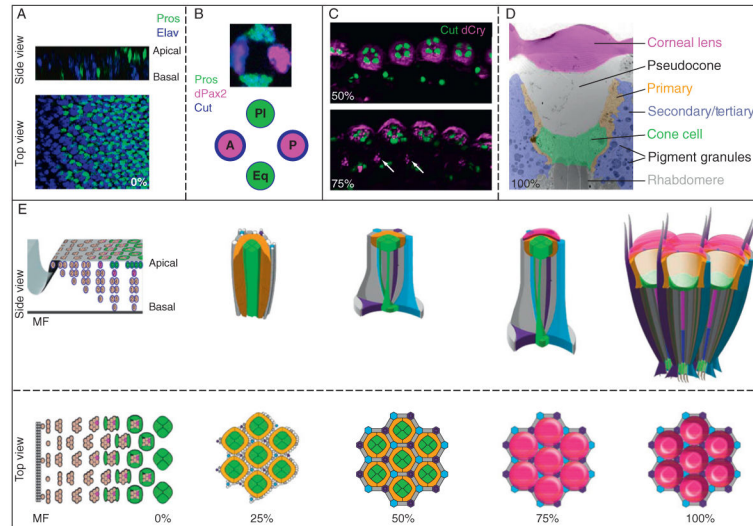 A
Pros
Elav
Side view
Apical
Basal
Top view
0%
B
Pros
dPax2
Cut
Pl
A
P
Eq
C
Cut dCry
50%
75%
D
Corneal lens
Pseudocone
Primary
Secondary/tertiary
Cone cell
Pigment granules
Rhabdomere
100%
E
Side view
Apical
Basal
MF
Top view
MF
0%
25%
50%
75%
100%